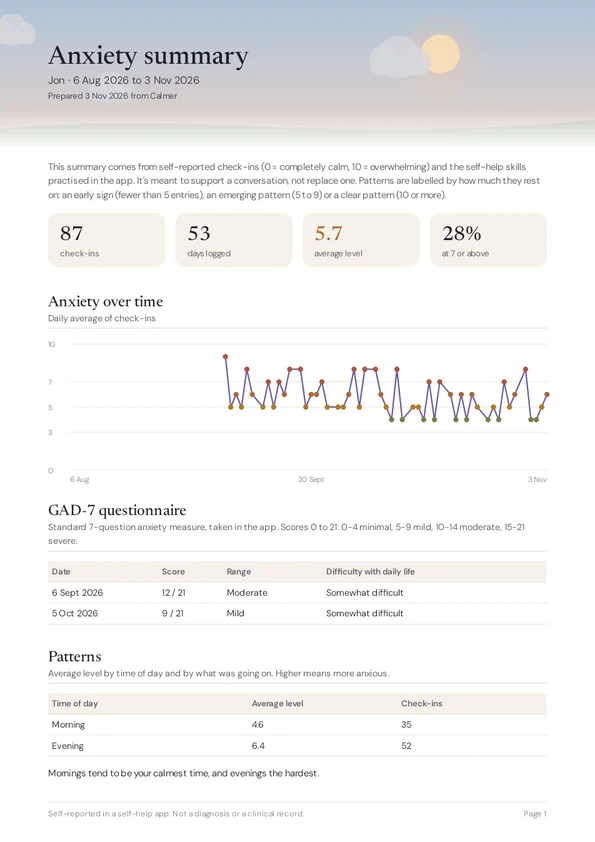 Anxiety summary
Jon · 6 Aug 2026 to 3 Nov 2026
Prepared 3 Nov 2026 from Calmer
This summary comes from self-reported check-ins (0 = completely calm, 10 = overwhelming) and the self-help skills
practised in the app. It's meant to support a conversation, not replace one. Patterns are labelled by how much they rest
on: an early sign (fewer than 5 entries), an emerging pattern (5 to 9) or a clear pattern (10 or more).
87 53 5.7 28%
check-ins days logged average level at 7 or above
Anxiety over time
Daily average of check-ins
10
7
5
3
0
6 Aug 20 Sept 3 Nov
GAD-7 questionnaire
Standard 7-question anxiety measure, taken in the app. Scores 0 to 21: 0-4 minimal, 5-9 mild, 10-14 moderate, 15-21
severe.
Date Score Range Difficulty with daily life
6 Sept 2026 12 / 21 Moderate Somewhat difficult
5 Oct 2026 9 / 21 Mild Somewhat difficult
Patterns
Average level by time of day and by what was going on. Higher means more anxious.
Time of day Average level Check-ins
Morning 4.6 35
Evening 6.4 52
Mornings tend to be your calmest time, and evenings the hardest.
Self-reported in a self-help app. Not a diagnosis or a clinical record. Page 1